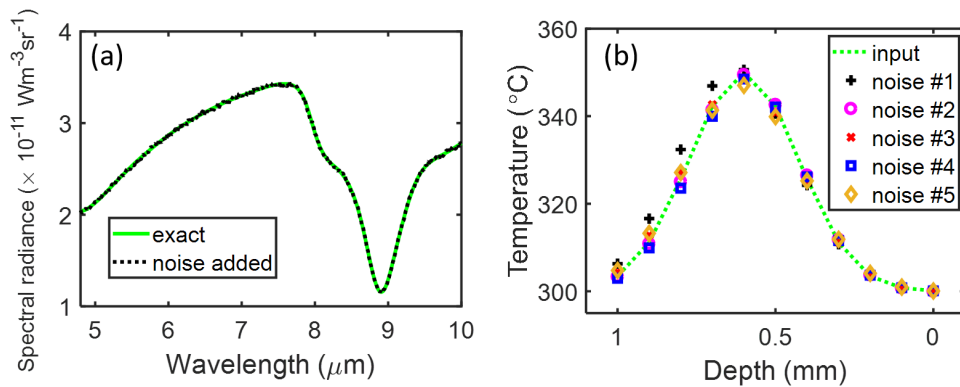 (a)
Spectral radiance (× 10⁻¹¹ Wm⁻³sr⁻¹)
4
3
2
1
exact
noise added
5 6 7 8 9 10
Wavelength (μm)
(b)
Temperature (°C)
360
340
320
300
input
noise #1
noise #2
noise #3
noise #4
noise #5
1 0.5 0
Depth (mm)